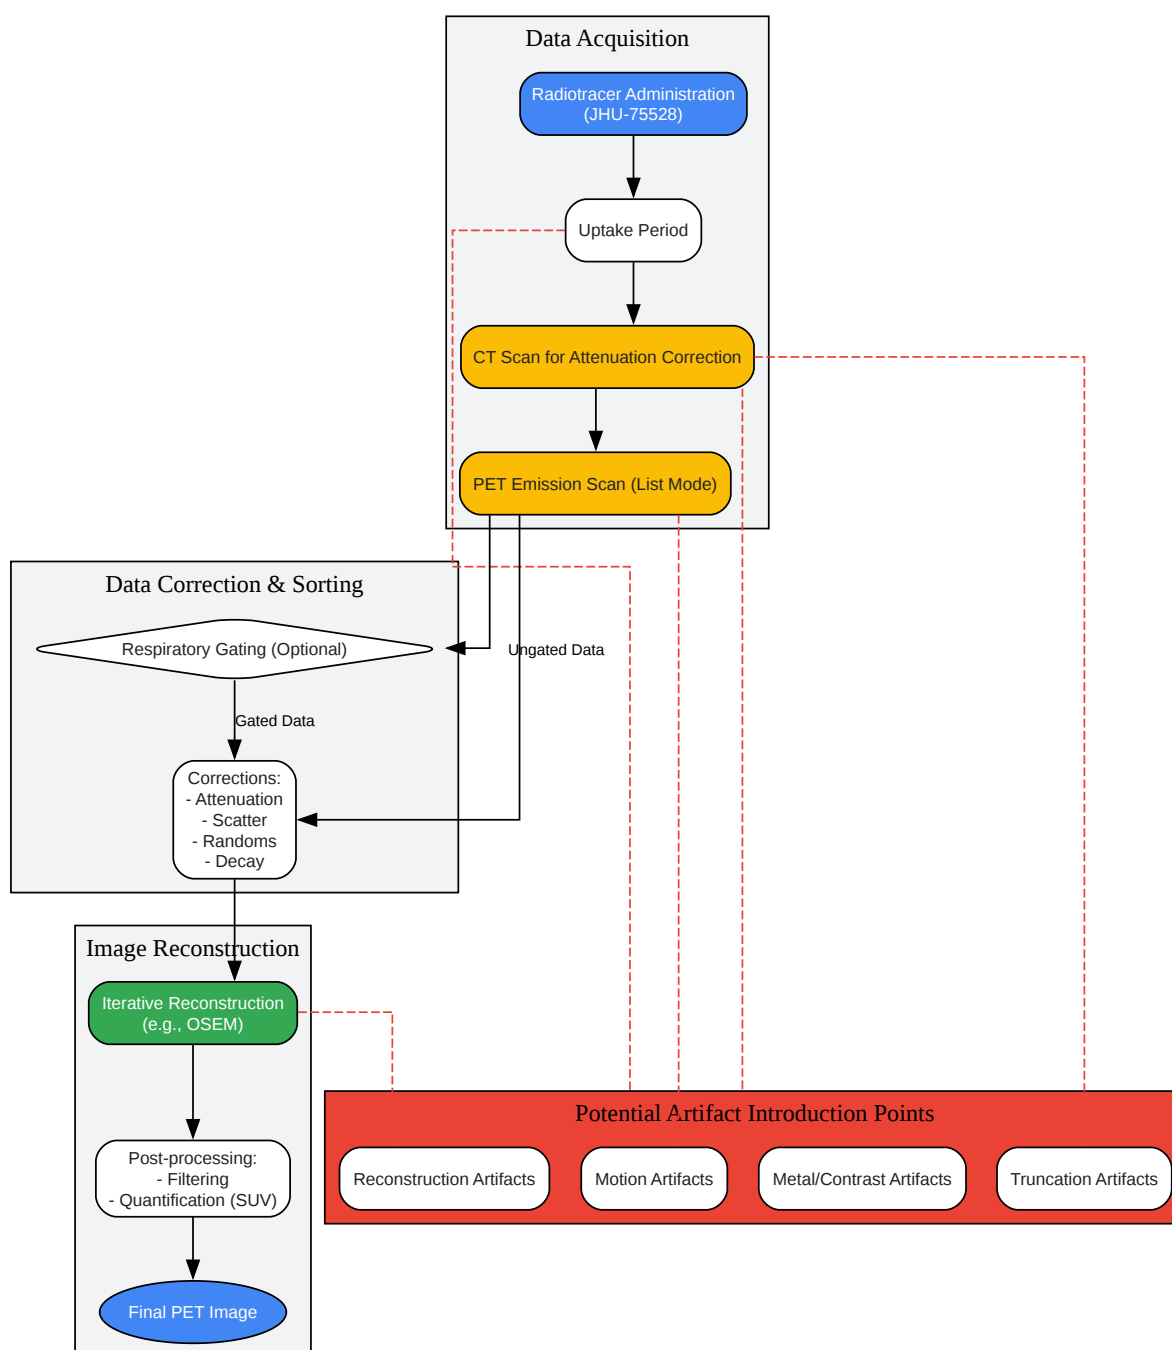 Data Acquisition
Radiotracer Administration
(JHU-75528)
Uptake Period
CT Scan for Attenuation Correction
PET Emission Scan (List Mode)
Data Correction & Sorting
Respiratory Gating (Optional)
Ungated Data
Gated Data
Corrections:
- Attenuation
- Scatter
- Randoms
- Decay
Image Reconstruction
Iterative Reconstruction
(e.g., OSEM)
Post-processing:
- Filtering
- Quantification (SUV)
Final PET Image
Potential Artifact Introduction Points
Reconstruction Artifacts
Motion Artifacts
Metal/Contrast Artifacts
Truncation Artifacts